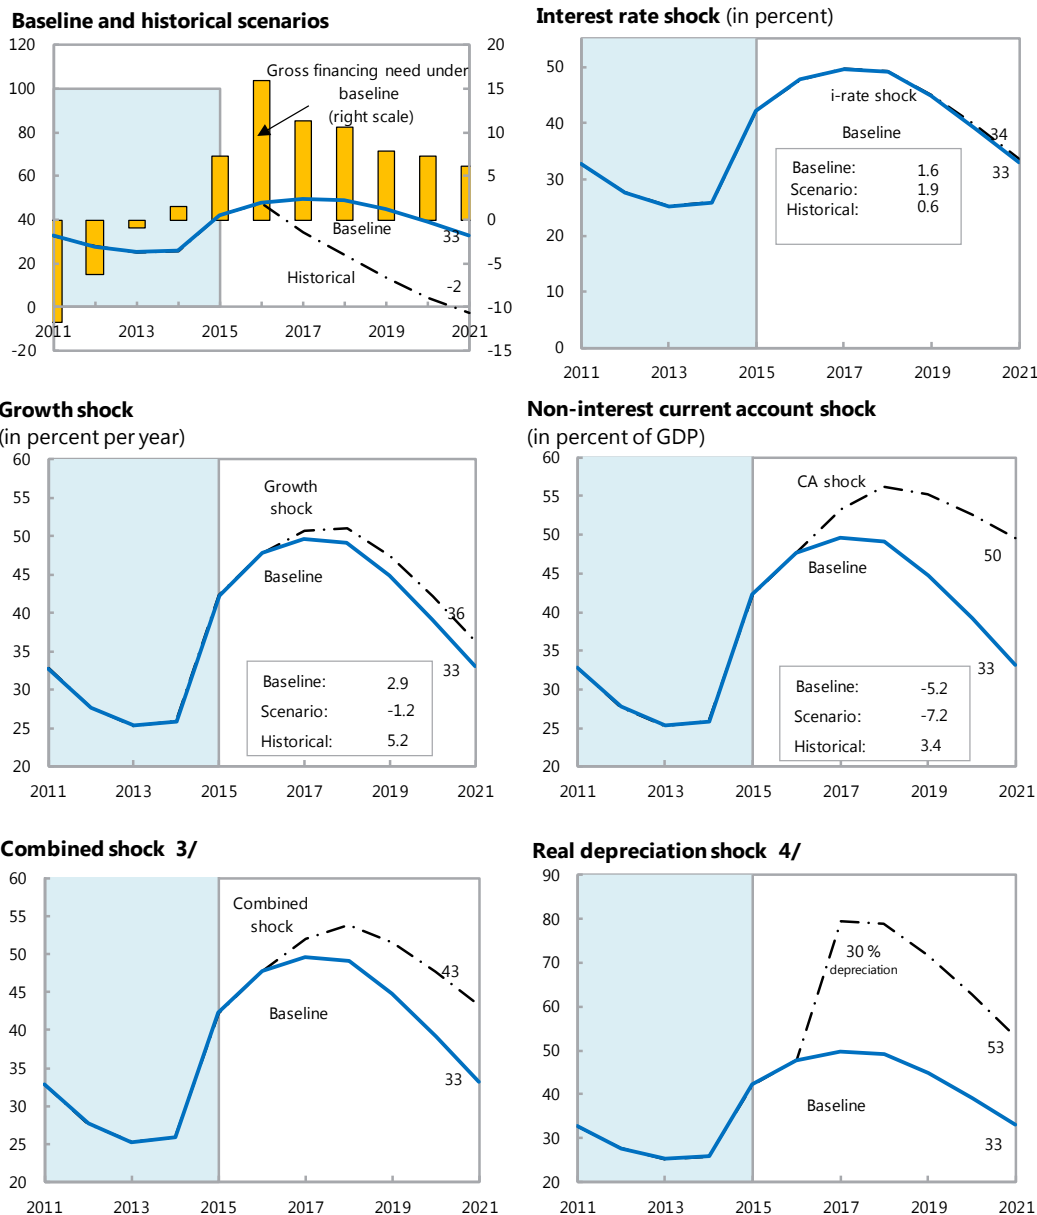 Baseline and historical scenarios
120
100
80
60
40
20
0
-20
20
15
10
5
0
-5
-10
-15
Gross financing need under
baseline
(right scale)
Baseline
33
Historical
-2
2011 2013 2015 2017 2019 2021
Interest rate shock (in percent)
50
40
30
20
10
0
i-rate shock
Baseline
34
33
Baseline: 1.6
Scenario: 1.9
Historical: 0.6
2011 2013 2015 2017 2019 2021
Growth shock
(in percent per year)
60
55
50
45
40
35
30
25
20
Growth
shock
Baseline
36
33
Baseline: 2.9
Scenario: -1.2
Historical: 5.2
2011 2013 2015 2017 2019 2021
Non-interest current account shock
(in percent of GDP)
60
55
50
45
40
35
30
25
20
CA shock
50
Baseline
33
Baseline: -5.2
Scenario: -7.2
Historical: 3.4
2011 2013 2015 2017 2019 2021
Combined shock 3/
60
55
50
45
40
35
30
25
20
Combined
shock
43
Baseline
33
2011 2013 2015 2017 2019 2021
Real depreciation shock 4/
90
80
70
60
50
40
30
20
30 %
depreciation
53
Baseline
33
2011 2013 2015 2017 2019 2021